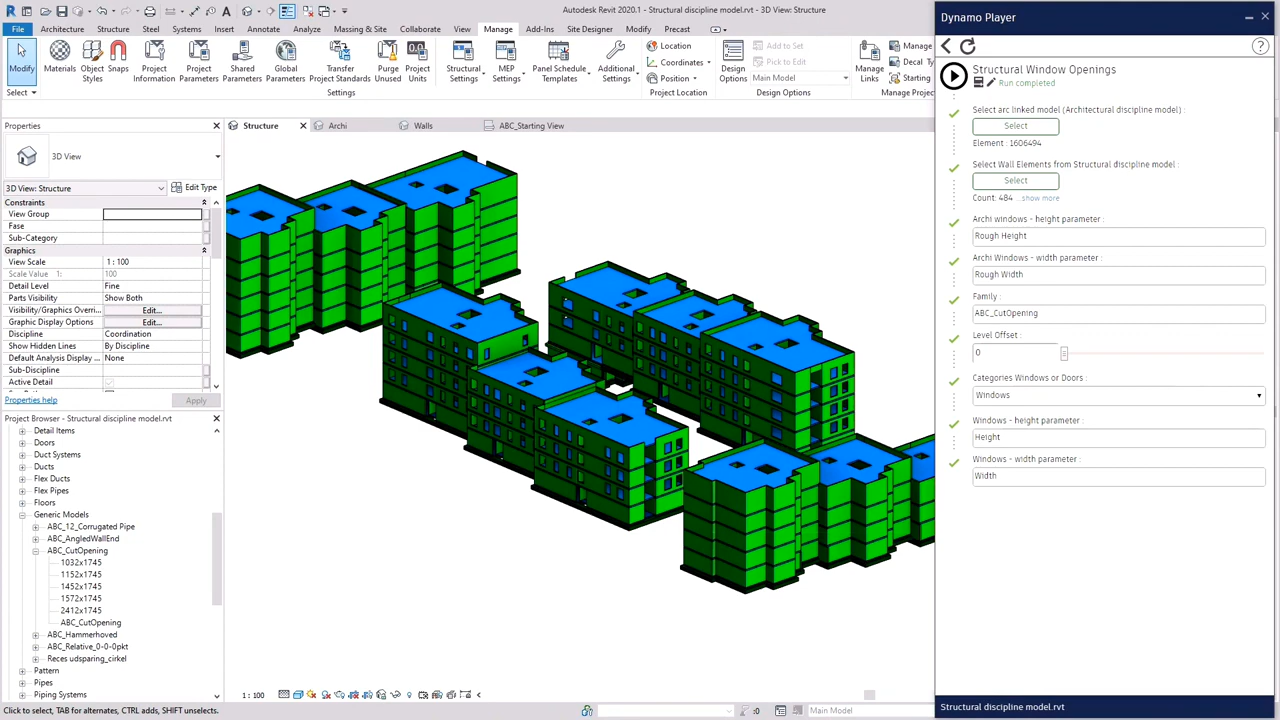 Autodesk Revit 2020.1 - Structural discipline model.rvt - 3D View: Structure
File Architecture Structure Steel Systems Insert Annotate Analyze Massing & Site Collaborate View Manage Add-Ins Site Designer Modify Precast
Modify
Materials
Object Styles
Snaps
Project Information
Project Parameters
Shared Parameters
Global Parameters
Transfer Project Standards
Purge Unused
Project Units
Structural Settings
MEP Settings
Panel Schedule Templates
Additional Settings
Location
Coordinates
Position
Design Options
Add to Set
Pick to Edit
Main Model
Manage Links
Manage
Decal Ty
Starting
Select
Settings
Project Location
Design Options
Manage Projec
Properties
Structure
Archi
Walls
ABC_Starting View
3D View
3D View: Structure
Edit Type
Constraints
View Group
Fase
Sub-Category
Graphics
View Scale 1 : 100
Scale Value 1: 100
Detail Level Fine
Parts Visibility Show Both
Visibility/Graphics Overri... Edit...
Graphic Display Options Edit...
Discipline Coordination
Show Hidden Lines By Discipline
Default Analysis Display ... None
Sub-Discipline
Active Detail
Properties help
Apply
Project Browser - Structural discipline model.rvt
Detail Items
Doors
Duct Systems
Ducts
Flex Ducts
Flex Pipes
Floors
Generic Models
ABC_12_Corrugated Pipe
ABC_AngledWallEnd
ABC_CutOpening
1032x1745
1152x1745
1452x1745
1572x1745
2412x1745
ABC_CutOpening
ABC_Hammerhoved
ABC_Relative_0-0-0pkt
Reces udsparing_cirkel
Pattern
Pipes
Piping Systems
1 : 100
Click to select, TAB for alternates, CTRL adds, SHIFT unselects.
:0
Main Model
Dynamo Player
Structural Window Openings
Run completed
Select arc linked model (Architectural discipline model) :
Select
Element : 1606494
Select Wall Elements from Structural discipline model :
Select
Count: 484 ...show more
Archi windows - height parameter :
Rough Height
Archi Windows - width parameter :
Rough Width
Family :
ABC_CutOpening
Level Offset :
0
Categories Windows or Doors :
Windows
Windows - height parameter :
Height
Windows - width parameter :
Width
Structural discipline model.rvt